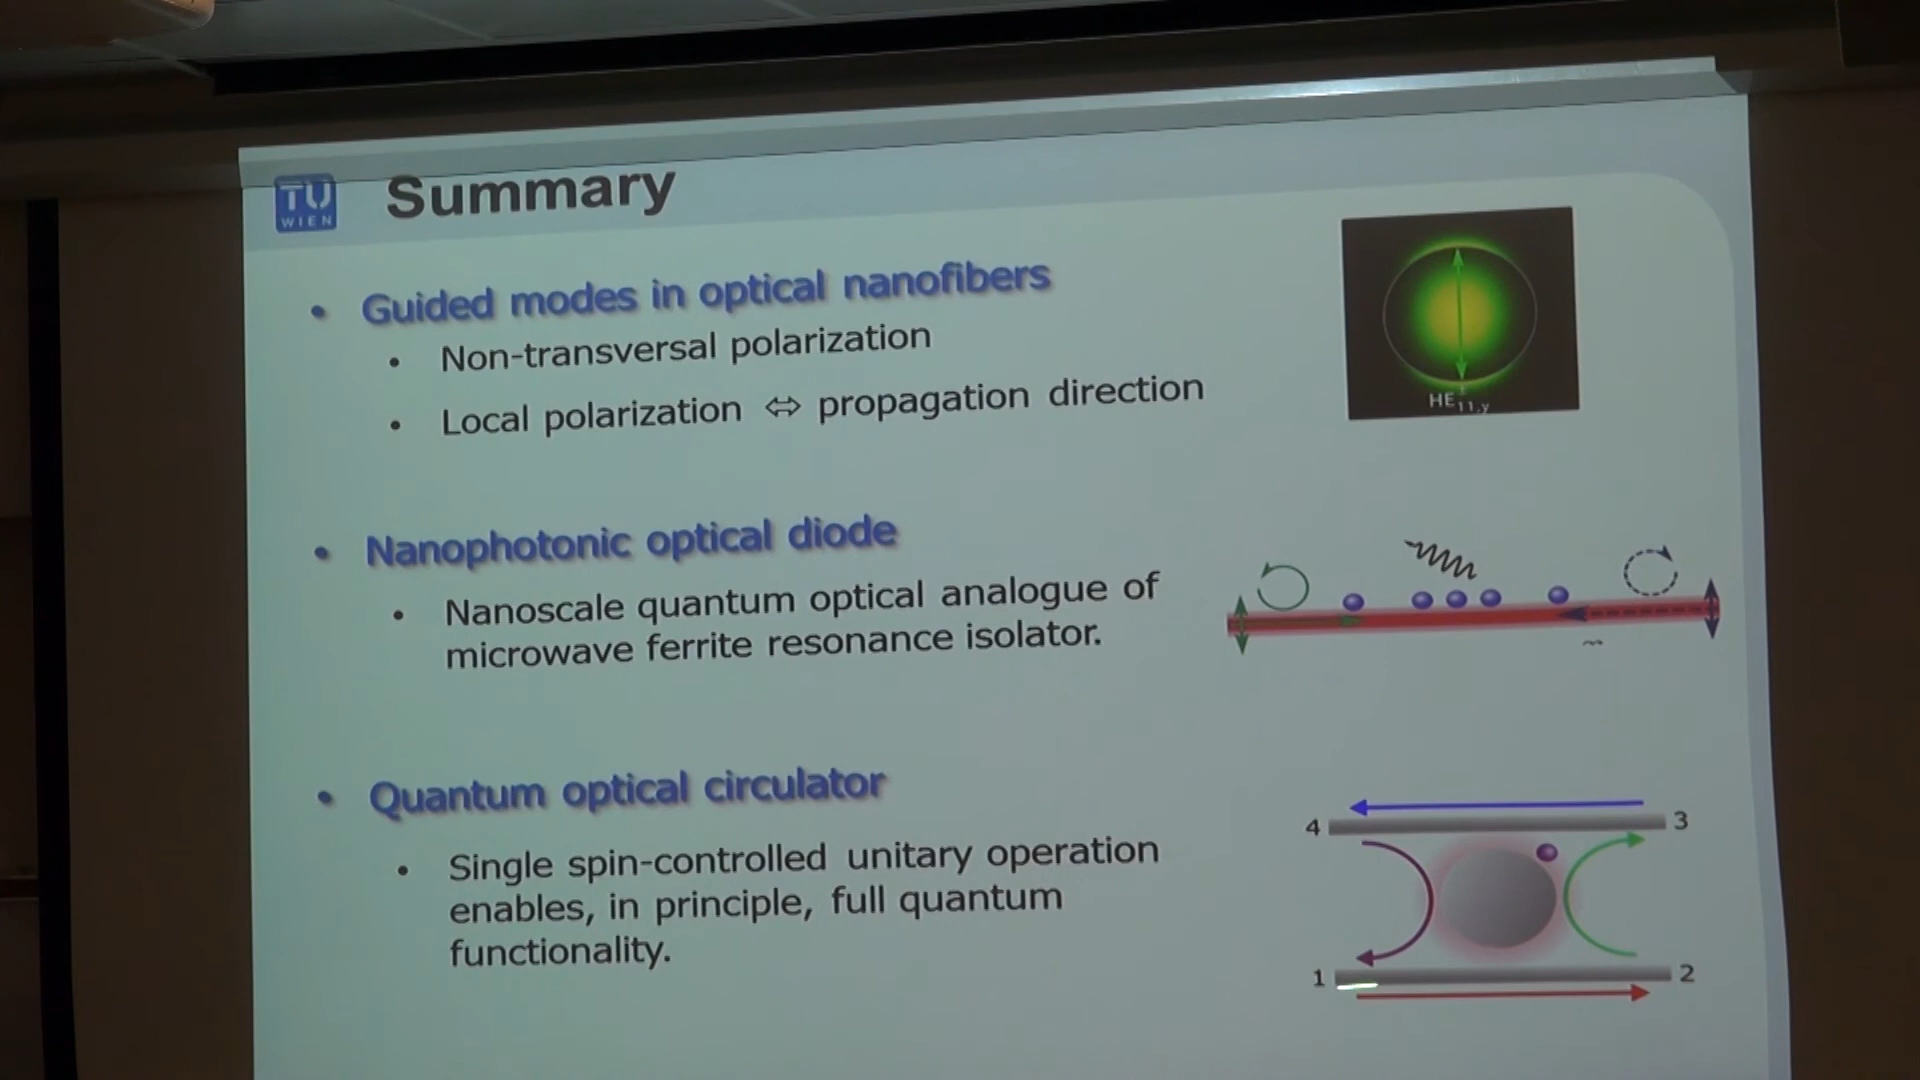 TU
WIEN
Summary
• Guided modes in optical nanofibers
• Non-transversal polarization
• Local polarization ⇔ propagation direction
HE11,y
• Nanophotonic optical diode
• Nanoscale quantum optical analogue of
microwave ferrite resonance isolator.
• Quantum optical circulator
• Single spin-controlled unitary operation
enables, in principle, full quantum
functionality.
4
3
1
2